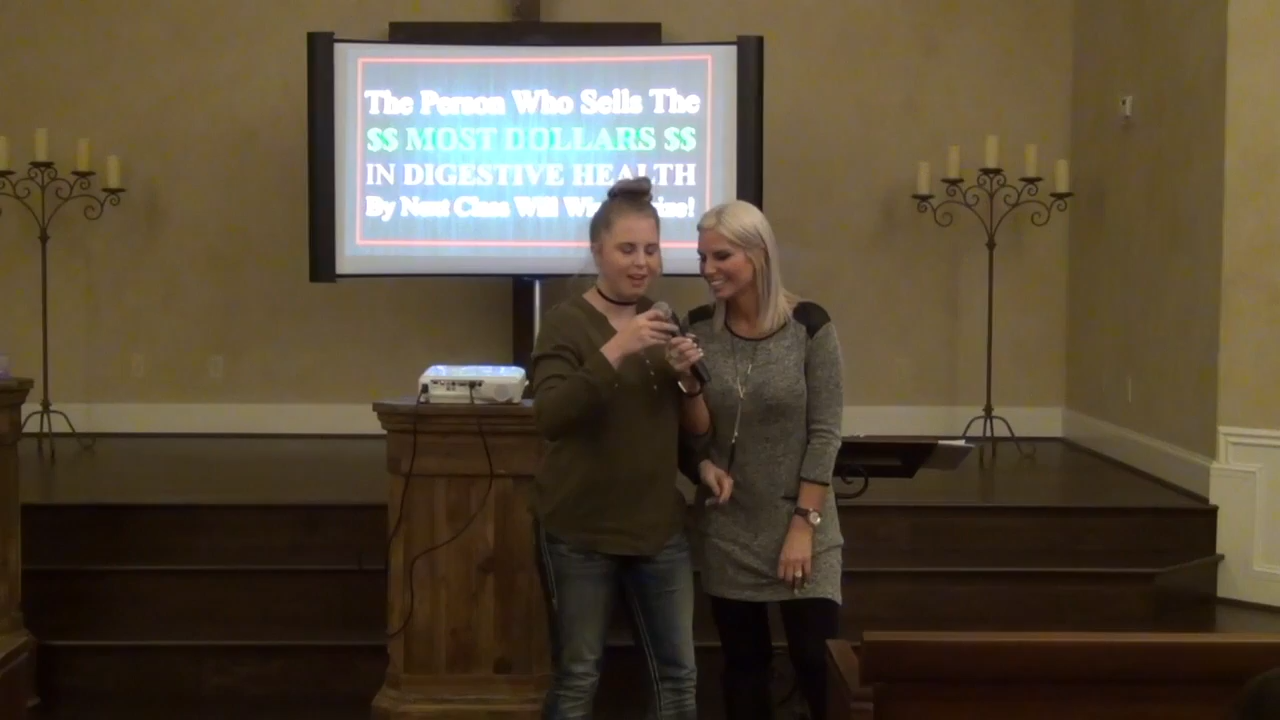 The Person Who Sells The
$$ MOST DOLLARS $$
IN DIGESTIVE HEALTH
By Next Class Will